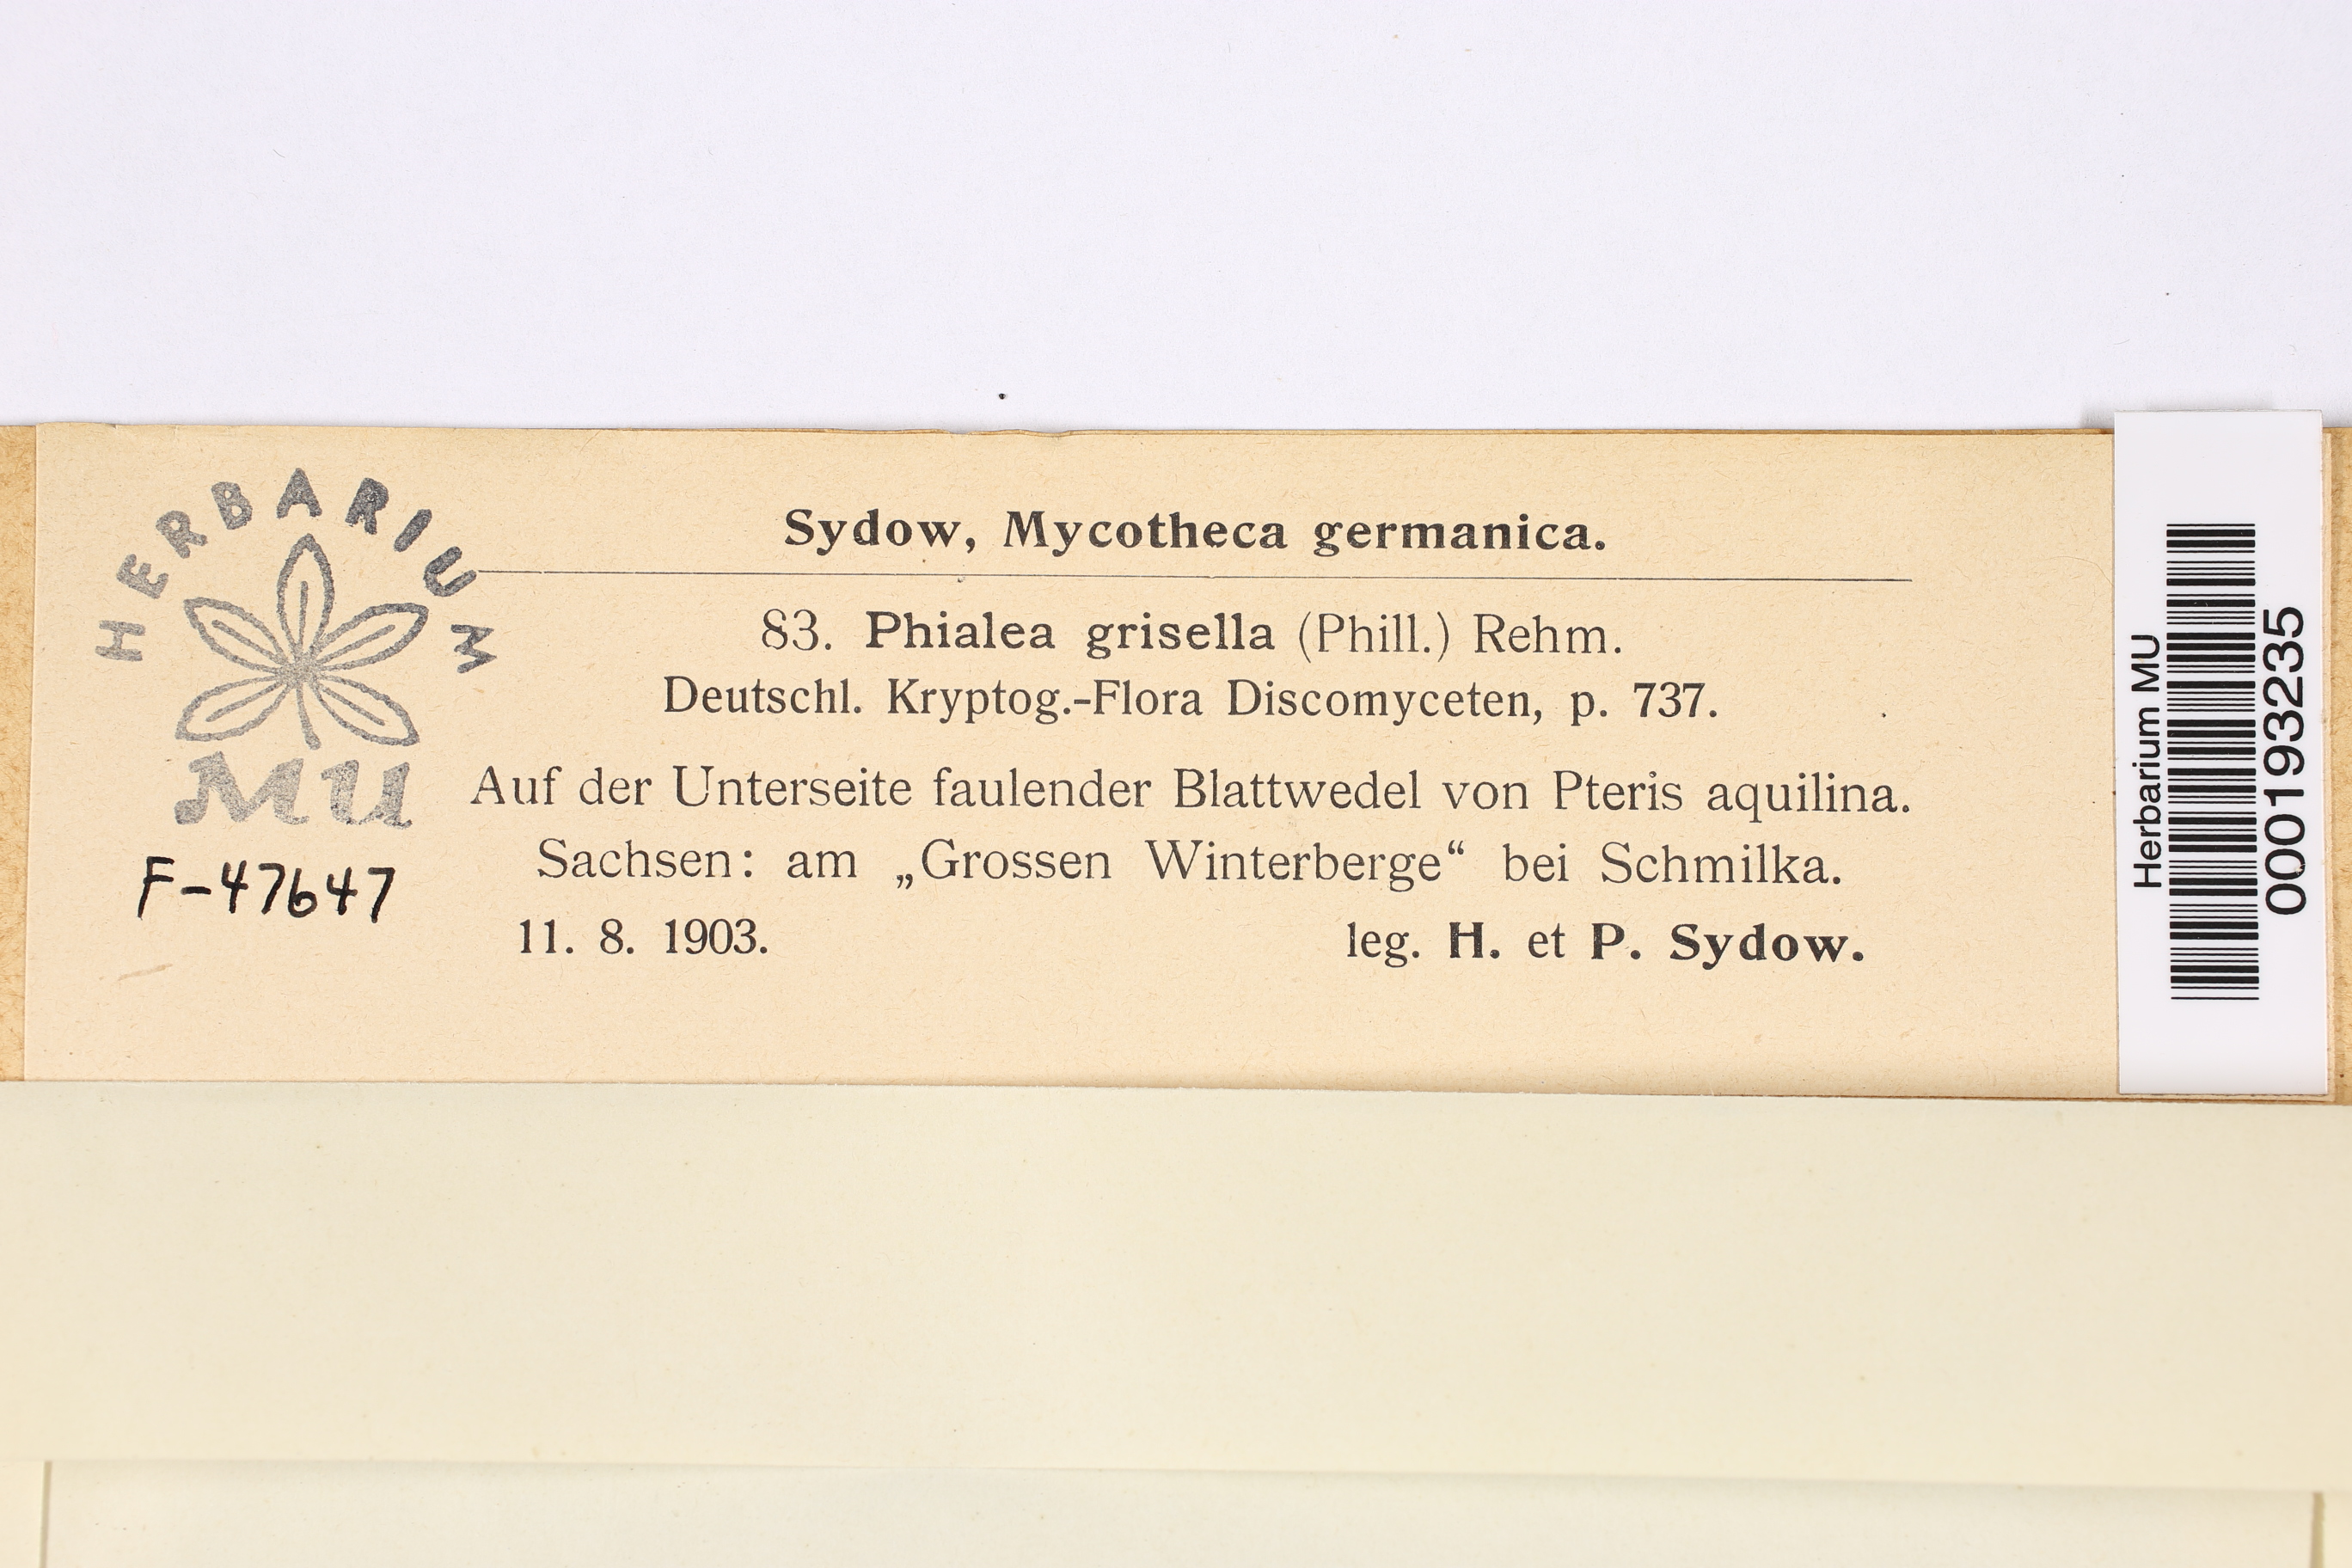 HERBARIUM
MU
F-47647
Sydow, Mycotheca germanica.
83. Phialea grisella (Phill.) Rehm.
Deutschl. Kryptog.-Flora Discomyceten, p. 737.
Auf der Unterseite faulender Blattwedel von Pteris aquilina.
Sachsen: am „Grossen Winterberge“ bei Schmilka.
11. 8. 1903. leg. H. et P. Sydow.
Herbarium MU
000193235